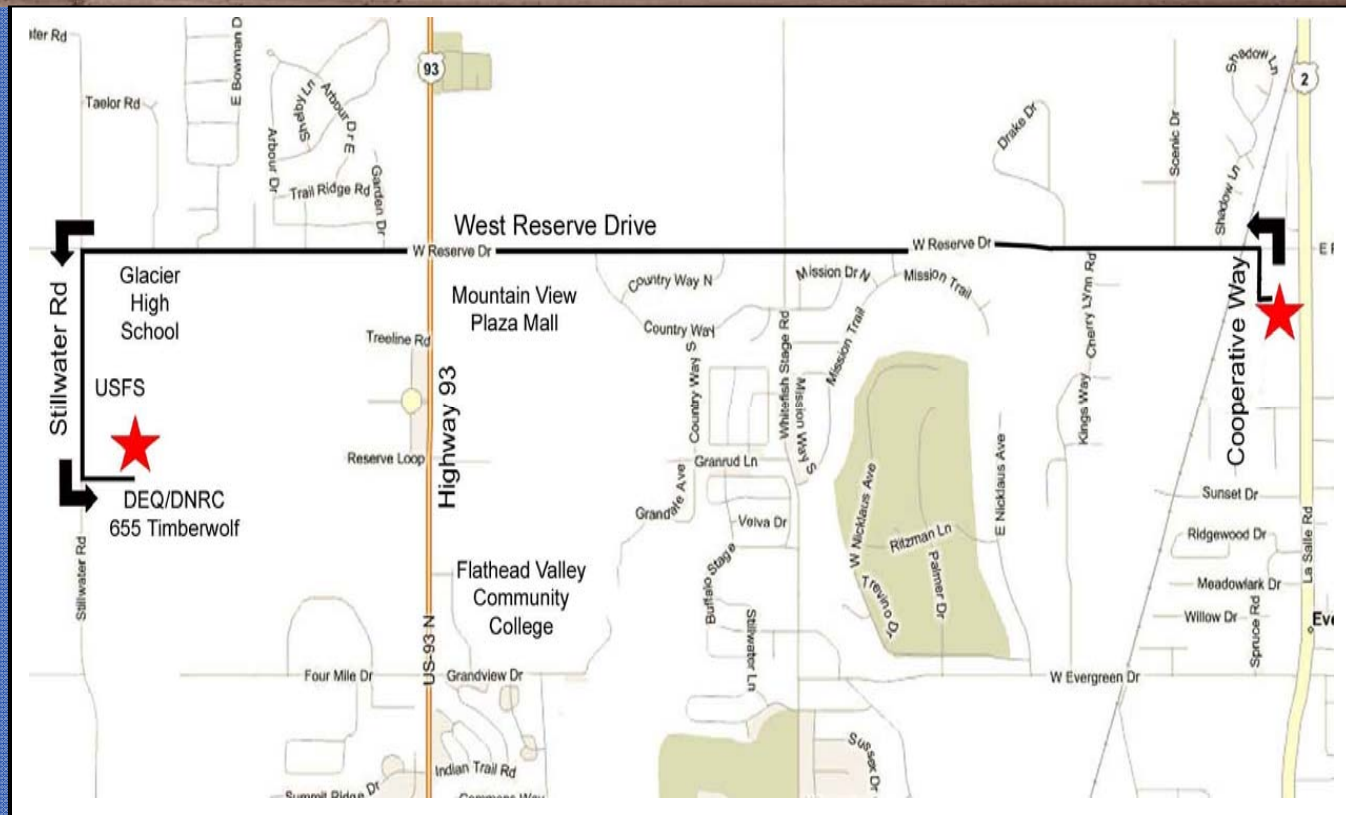 ter Rd
Taelor Rd
E Bowman D
Shelby Ln
Arbour Dr E
Arbour Dr
Trail Ridge Rd
Garden Dr
93
Drake Dr
Scenic Dr
Shadow Ln
Shadow Ln
2
West Reserve Drive
W Reserve Dr
W Reserve Dr
E R
Stillwater Rd
Glacier
High
School
USFS
DEQ/DNRC
655 Timberwolf
Stillwater Rd
Mountain View
Plaza Mall
Treeline Rd
Reserve Loop
Highway 93
US-93 N
Country Way N
Country Way
Country Way S
Mission Dr N
Mission Trail
Mission Trail
Whitefish Stage Rd
Mission Way S
Granrud Ln
Grandale Ave
Velva Dr
Buffalo Stage
Stillwater Ln
Flathead Valley
Community
College
Four Mile Dr
Grandview Dr
Indian Trail Rd
Summit Ridge Dr
Commons Way
W Nicklaus Ave
E Nicklaus Ave
Ritzman Ln
Palmer Dr
Trevino Dr
Kings Way
Cherry Lynn Rd
Cooperative Way
Sunset Dr
Ridgewood Dr
Meadowlark Dr
Willow Dr
Spruce Rd
La Salle Rd
Eve
W Evergreen Dr
Sussex Dr